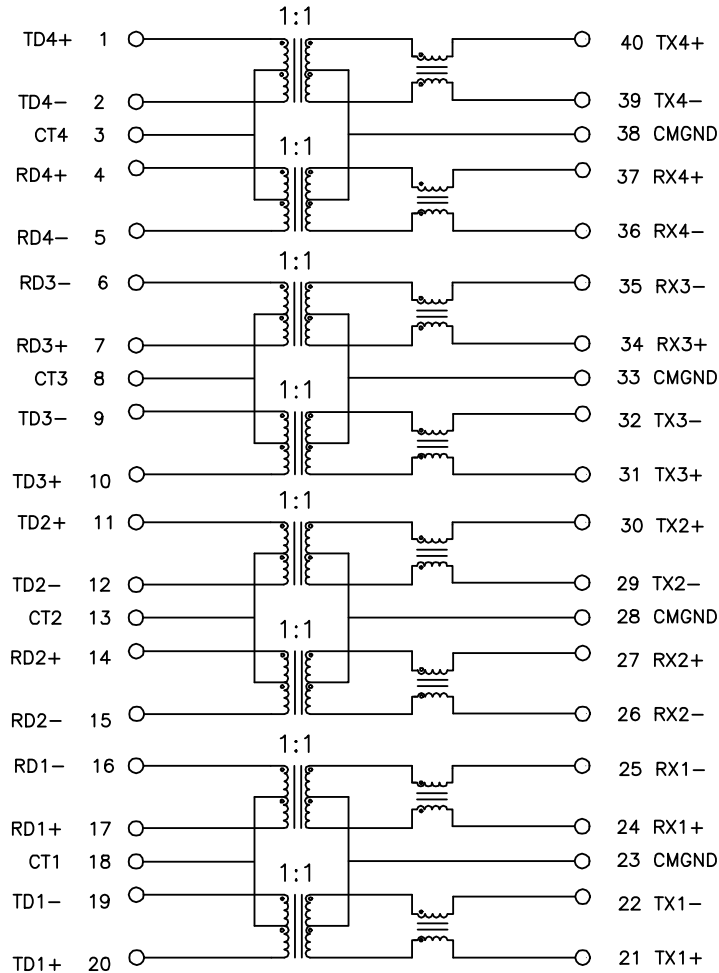 1:1
TD4+ 1 40 TX4+
TD4- 2 39 TX4-
CT4 3 38 CMGND
1:1
RD4+ 4 37 RX4+
RD4- 5 36 RX4-
1:1
RD3- 6 35 RX3-
RD3+ 7 34 RX3+
CT3 8 33 CMGND
1:1
TD3- 9 32 TX3-
TD3+ 10 31 TX3+
1:1
TD2+ 11 30 TX2+
TD2- 12 29 TX2-
CT2 13 28 CMGND
1:1
RD2+ 14 27 RX2+
RD2- 15 26 RX2-
1:1
RD1- 16 25 RX1-
RD1+ 17 24 RX1+
CT1 18 23 CMGND
1:1
TD1- 19 22 TX1-
TD1+ 20 21 TX1+